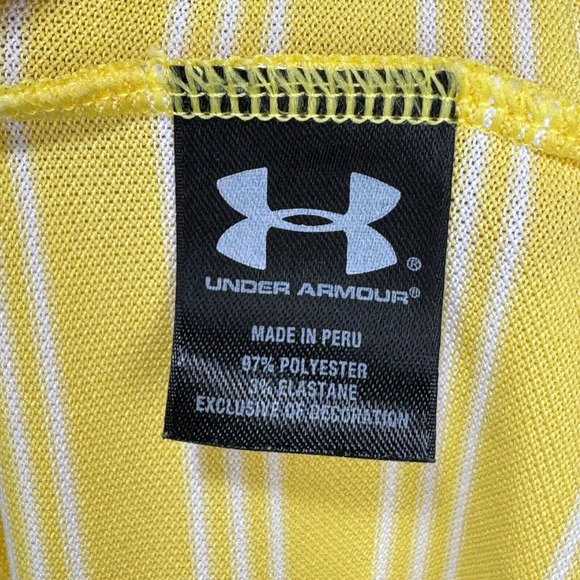 ®
UNDER ARMOUR®
MADE IN PERU
97% POLYESTER
3% ELASTANE
EXCLUSIVE OF DECORATION